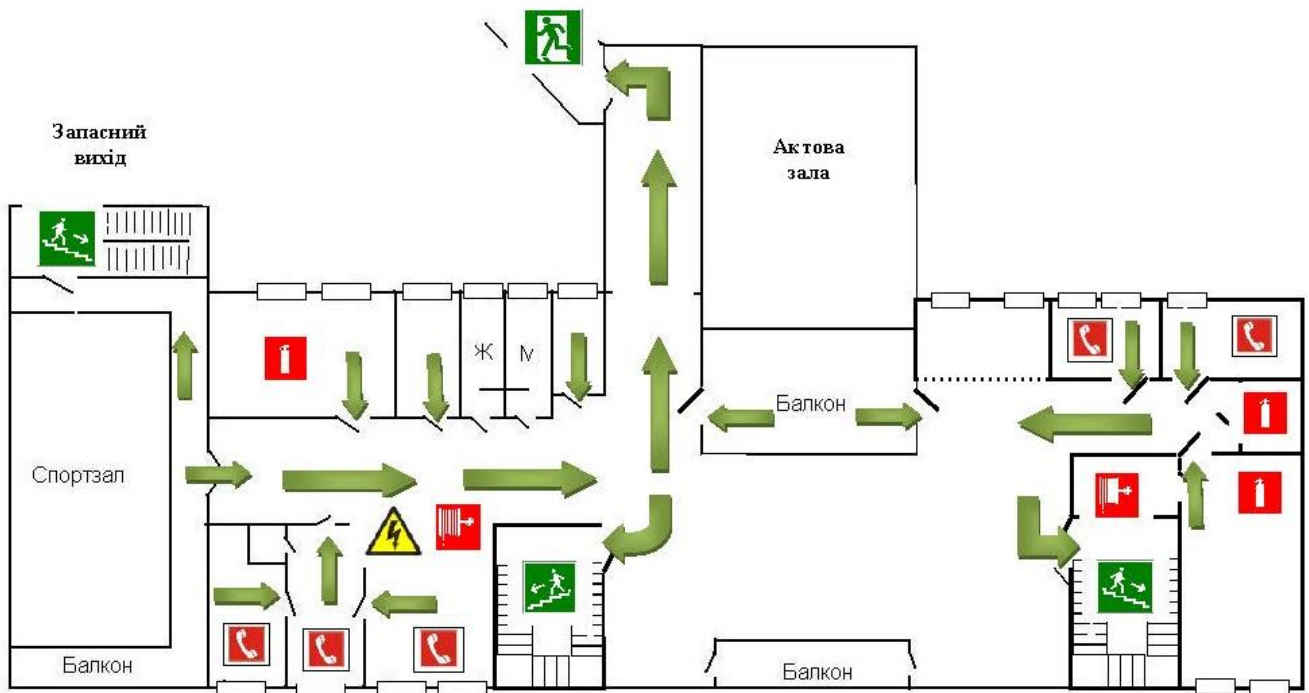 Запасний
вихід
Актова
зала
Ж
М
Балкон
Спортзал
Балкон
Балкон